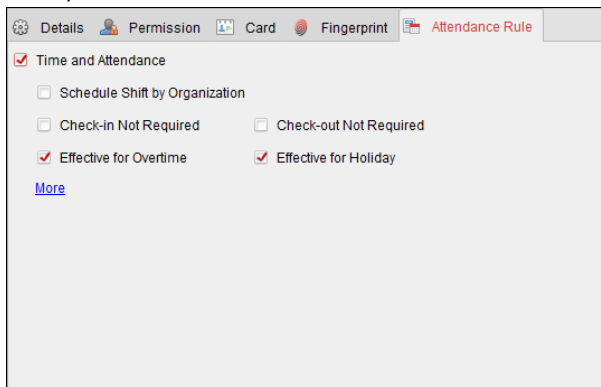 Details Permission Card Fingerprint Attendance Rule
Time and Attendance
Schedule Shift by Organization
Check-in Not Required Check-out Not Required
Effective for Overtime Effective for Holiday
More